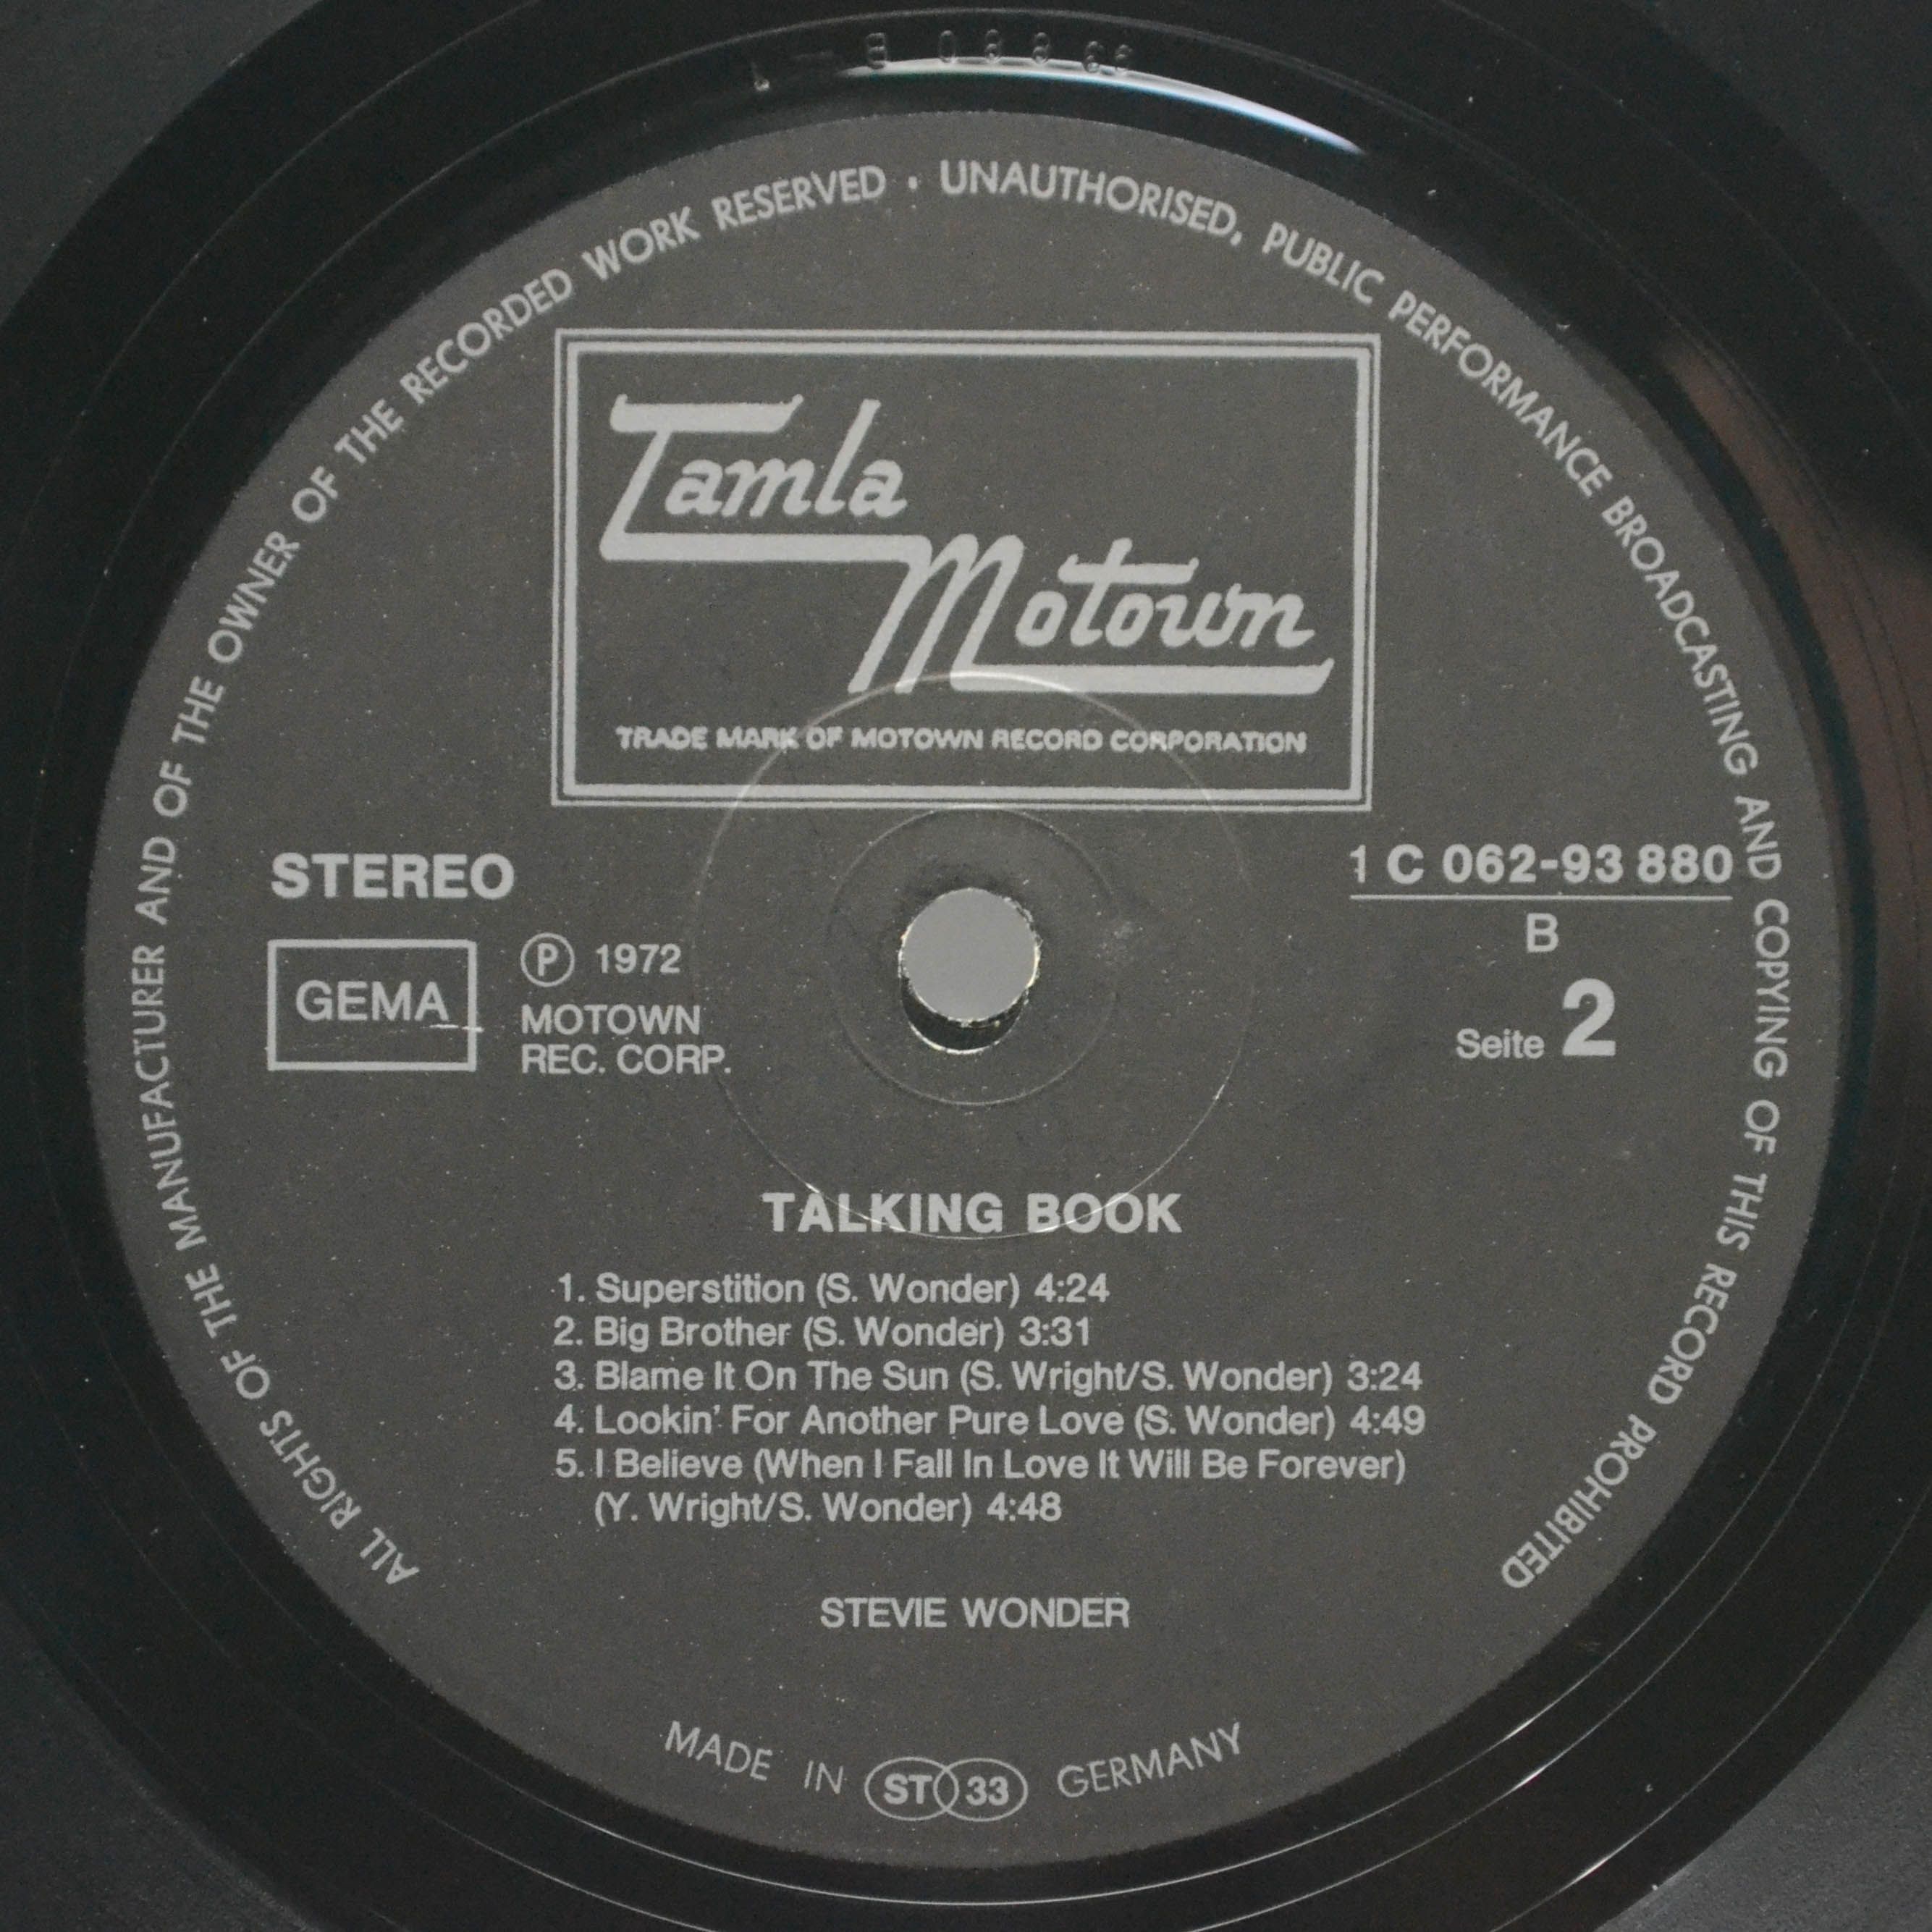 ALL RIGHTS OF THE MANUFACTURER AND OF THE OWNER OF THE RECORDED WORK RESERVED · UNAUTHORISED, PUBLIC PERFORMANCE BROADCASTING AND COPYING OF THIS RECORD PROHIBITED
Tamla
Motown
TRADE MARK OF MOTOWN RECORD CORPORATION
STEREO
GEMA
℗ 1972
MOTOWN
REC. CORP.
1 C 062-93 880
B
Seite 2
TALKING BOOK
1. Superstition (S. Wonder) 4:24
2. Big Brother (S. Wonder) 3:31
3. Blame It On The Sun (S. Wright/S. Wonder) 3:24
4. Lookin' For Another Pure Love (S. Wonder) 4:49
5. I Believe (When I Fall In Love It Will Be Forever)
(Y. Wright/S. Wonder) 4:48
STEVIE WONDER
MADE IN ST 33 GERMANY